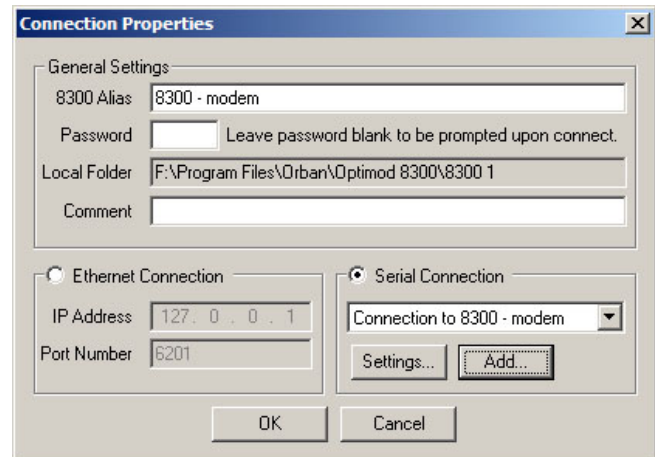 Connection Properties
General Settings
8300 Alias 8300 - modem
Password Leave password blank to be prompted upon connect.
Local Folder F:\Program Files\Orban\Optimod 8300\8300 1
Comment
Ethernet Connection
IP Address 127. 0 . 0 . 1
Port Number 6201
Serial Connection
Connection to 8300 - modem
Settings... Add...
OK Cancel